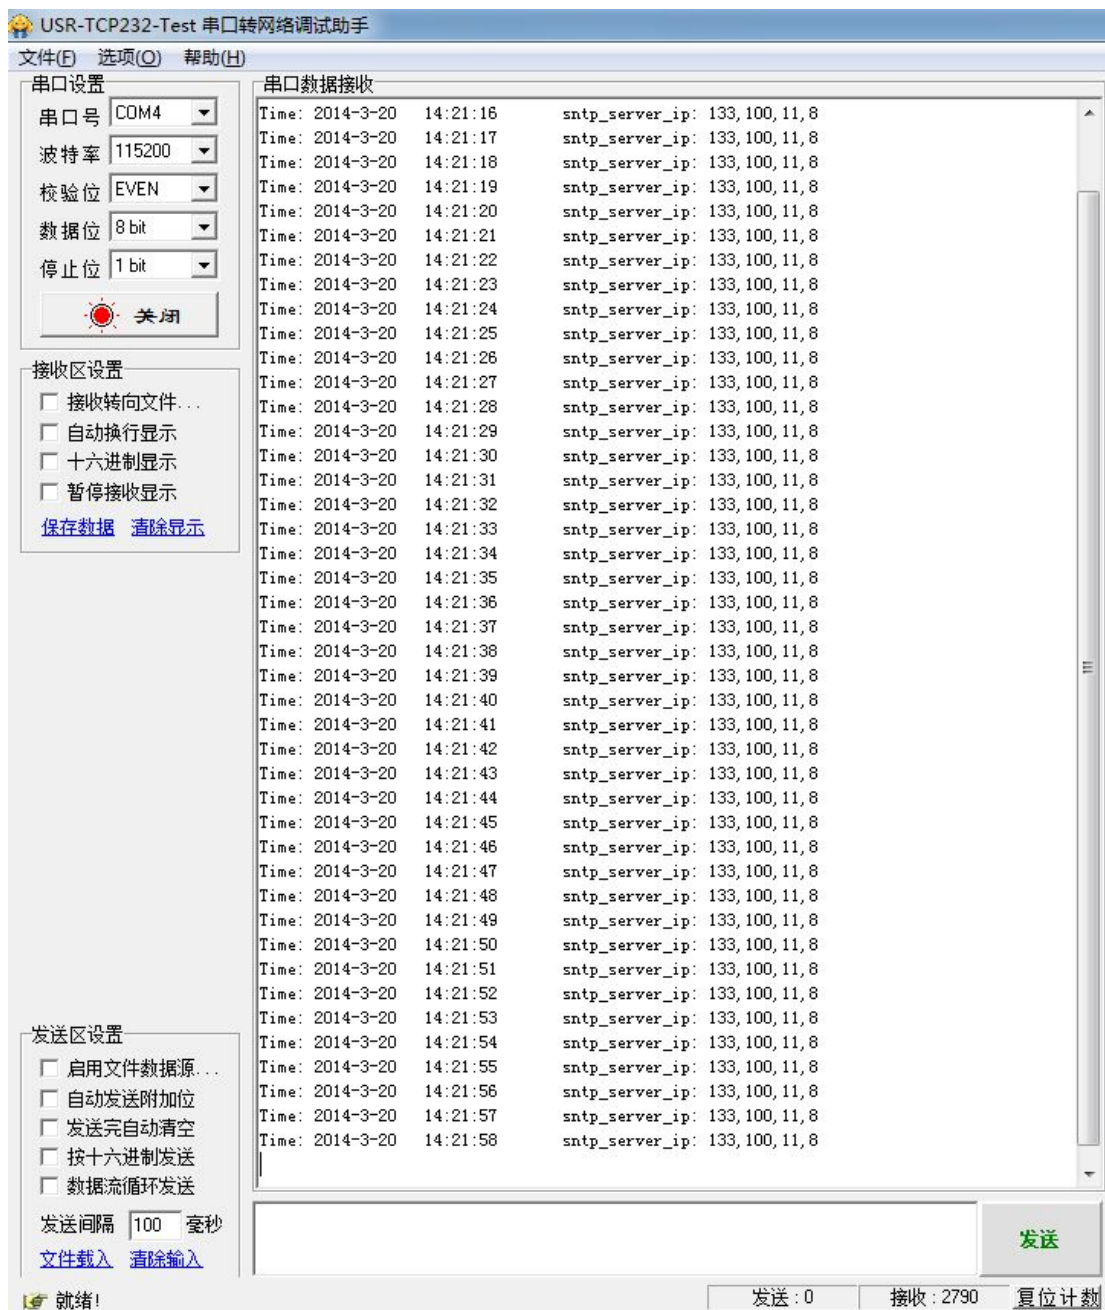 USR-TCP232-Test 串口转网络调试助手
文件(F) 选项(O) 帮助(H)
串口设置
串口号 COM4
波特率 115200
校验位 EVEN
数据位 8 bit
停止位 1 bit
关闭
接收区设置
接收转向文件...
自动换行显示
十六进制显示
暂停接收显示
保存数据 清除显示
发送区设置
启用文件数据源...
自动发送附加位
发送完自动清空
按十六进制发送
数据流循环发送
发送间隔 100 毫秒
文件载入 清除输入
串口数据接收
Time: 2014-3-20 14:21:16 sntp_server_ip: 133,100,11,8
Time: 2014-3-20 14:21:17 sntp_server_ip: 133,100,11,8
Time: 2014-3-20 14:21:18 sntp_server_ip: 133,100,11,8
Time: 2014-3-20 14:21:19 sntp_server_ip: 133,100,11,8
Time: 2014-3-20 14:21:20 sntp_server_ip: 133,100,11,8
Time: 2014-3-20 14:21:21 sntp_server_ip: 133,100,11,8
Time: 2014-3-20 14:21:22 sntp_server_ip: 133,100,11,8
Time: 2014-3-20 14:21:23 sntp_server_ip: 133,100,11,8
Time: 2014-3-20 14:21:24 sntp_server_ip: 133,100,11,8
Time: 2014-3-20 14:21:25 sntp_server_ip: 133,100,11,8
Time: 2014-3-20 14:21:26 sntp_server_ip: 133,100,11,8
Time: 2014-3-20 14:21:27 sntp_server_ip: 133,100,11,8
Time: 2014-3-20 14:21:28 sntp_server_ip: 133,100,11,8
Time: 2014-3-20 14:21:29 sntp_server_ip: 133,100,11,8
Time: 2014-3-20 14:21:30 sntp_server_ip: 133,100,11,8
Time: 2014-3-20 14:21:31 sntp_server_ip: 133,100,11,8
Time: 2014-3-20 14:21:32 sntp_server_ip: 133,100,11,8
Time: 2014-3-20 14:21:33 sntp_server_ip: 133,100,11,8
Time: 2014-3-20 14:21:34 sntp_server_ip: 133,100,11,8
Time: 2014-3-20 14:21:35 sntp_server_ip: 133,100,11,8
Time: 2014-3-20 14:21:36 sntp_server_ip: 133,100,11,8
Time: 2014-3-20 14:21:37 sntp_server_ip: 133,100,11,8
Time: 2014-3-20 14:21:38 sntp_server_ip: 133,100,11,8
Time: 2014-3-20 14:21:39 sntp_server_ip: 133,100,11,8
Time: 2014-3-20 14:21:40 sntp_server_ip: 133,100,11,8
Time: 2014-3-20 14:21:41 sntp_server_ip: 133,100,11,8
Time: 2014-3-20 14:21:42 sntp_server_ip: 133,100,11,8
Time: 2014-3-20 14:21:43 sntp_server_ip: 133,100,11,8
Time: 2014-3-20 14:21:44 sntp_server_ip: 133,100,11,8
Time: 2014-3-20 14:21:45 sntp_server_ip: 133,100,11,8
Time: 2014-3-20 14:21:46 sntp_server_ip: 133,100,11,8
Time: 2014-3-20 14:21:47 sntp_server_ip: 133,100,11,8
Time: 2014-3-20 14:21:48 sntp_server_ip: 133,100,11,8
Time: 2014-3-20 14:21:49 sntp_server_ip: 133,100,11,8
Time: 2014-3-20 14:21:50 sntp_server_ip: 133,100,11,8
Time: 2014-3-20 14:21:51 sntp_server_ip: 133,100,11,8
Time: 2014-3-20 14:21:52 sntp_server_ip: 133,100,11,8
Time: 2014-3-20 14:21:53 sntp_server_ip: 133,100,11,8
Time: 2014-3-20 14:21:54 sntp_server_ip: 133,100,11,8
Time: 2014-3-20 14:21:55 sntp_server_ip: 133,100,11,8
Time: 2014-3-20 14:21:56 sntp_server_ip: 133,100,11,8
Time: 2014-3-20 14:21:57 sntp_server_ip: 133,100,11,8
Time: 2014-3-20 14:21:58 sntp_server_ip: 133,100,11,8
发送
就绪!
发送 : 0 接收 : 2790 复位计数